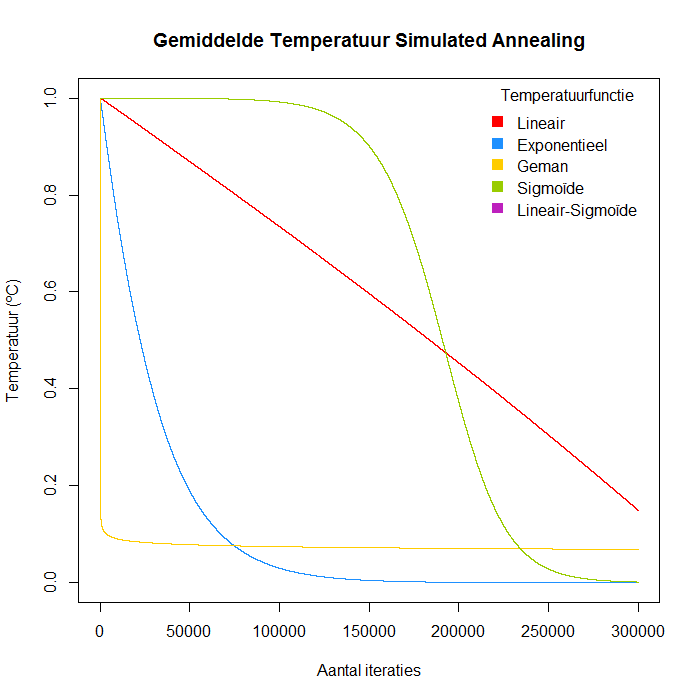 Gemiddelde Temperatuur Simulated Annealing
Temperatuurfunctie
Lineair
Exponentieel
Geman
Sigmoïde
Lineair-Sigmoïde
Temperatuur (ºC)
1.0
0.8
0.6
0.4
0.2
0.0
0 50000 100000 150000 200000 250000 300000
Aantal iteraties